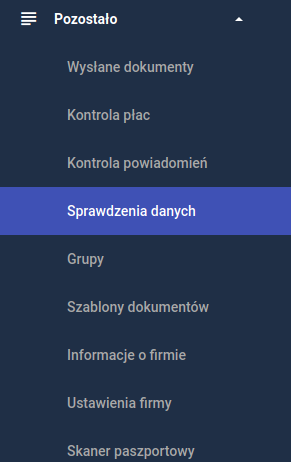 Pozostało
Wysłane dokumenty
Kontrola płac
Kontrola powiadomień
Sprawdzenia danych
Grupy
Szablony dokumentów
Informacje o firmie
Ustawienia firmy
Skaner paszportowy